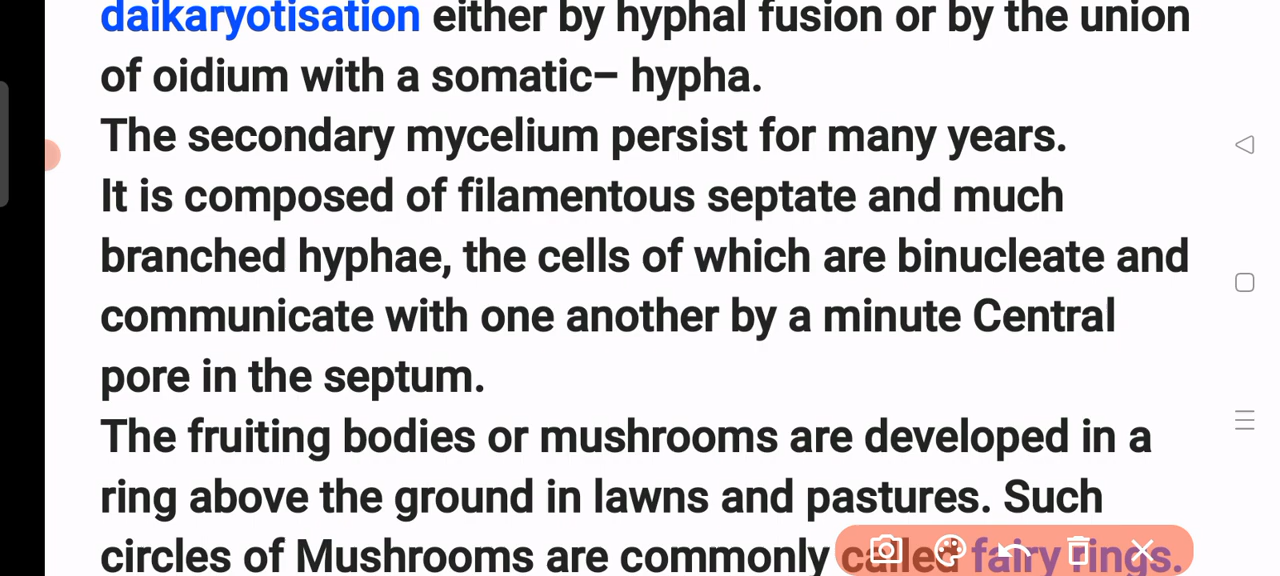 daikaryotisation either by hyphal fusion or by the union
of oidium with a somatic– hypha.
The secondary mycelium persist for many years.
It is composed of filamentous septate and much
branched hyphae, the cells of which are binucleate and
communicate with one another by a minute Central
pore in the septum.
The fruiting bodies or mushrooms are developed in a
ring above the ground in lawns and pastures. Such
circles of Mushrooms are commonly called fairy rings.